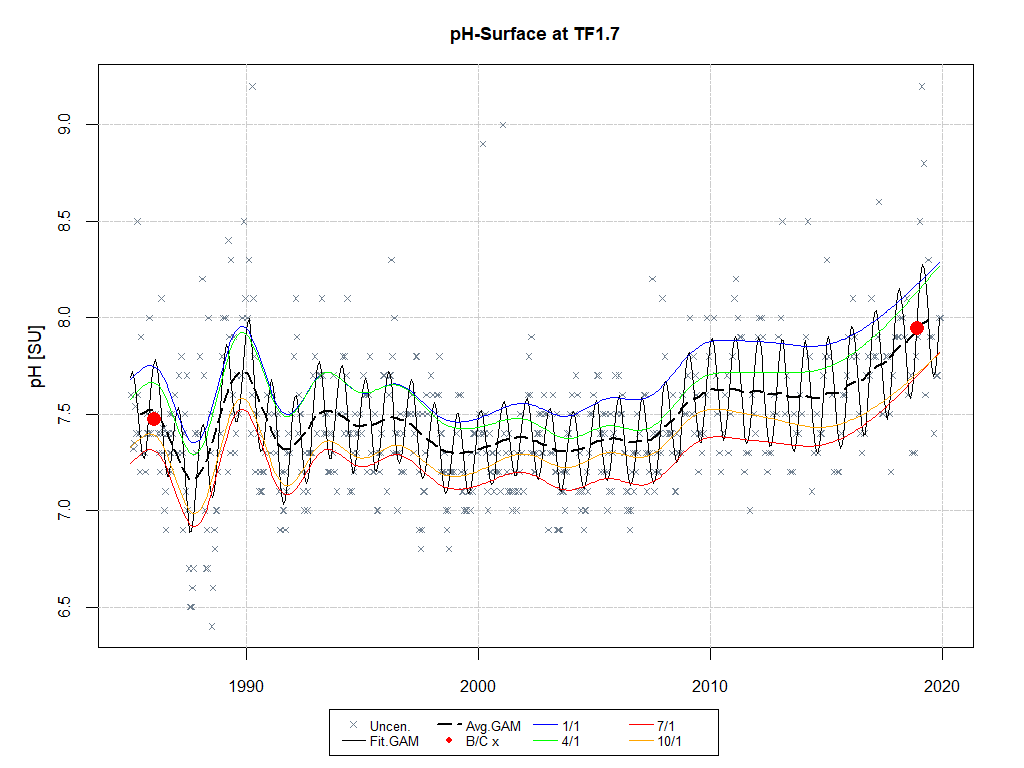 pH-Surface at TF1.7
pH [SU]
9.0
8.5
8.0
7.5
7.0
6.5
1990 2000 2010 2020
Uncen. Avg.GAM 1/1 7/1
Fit.GAM B/C x 4/1 10/1